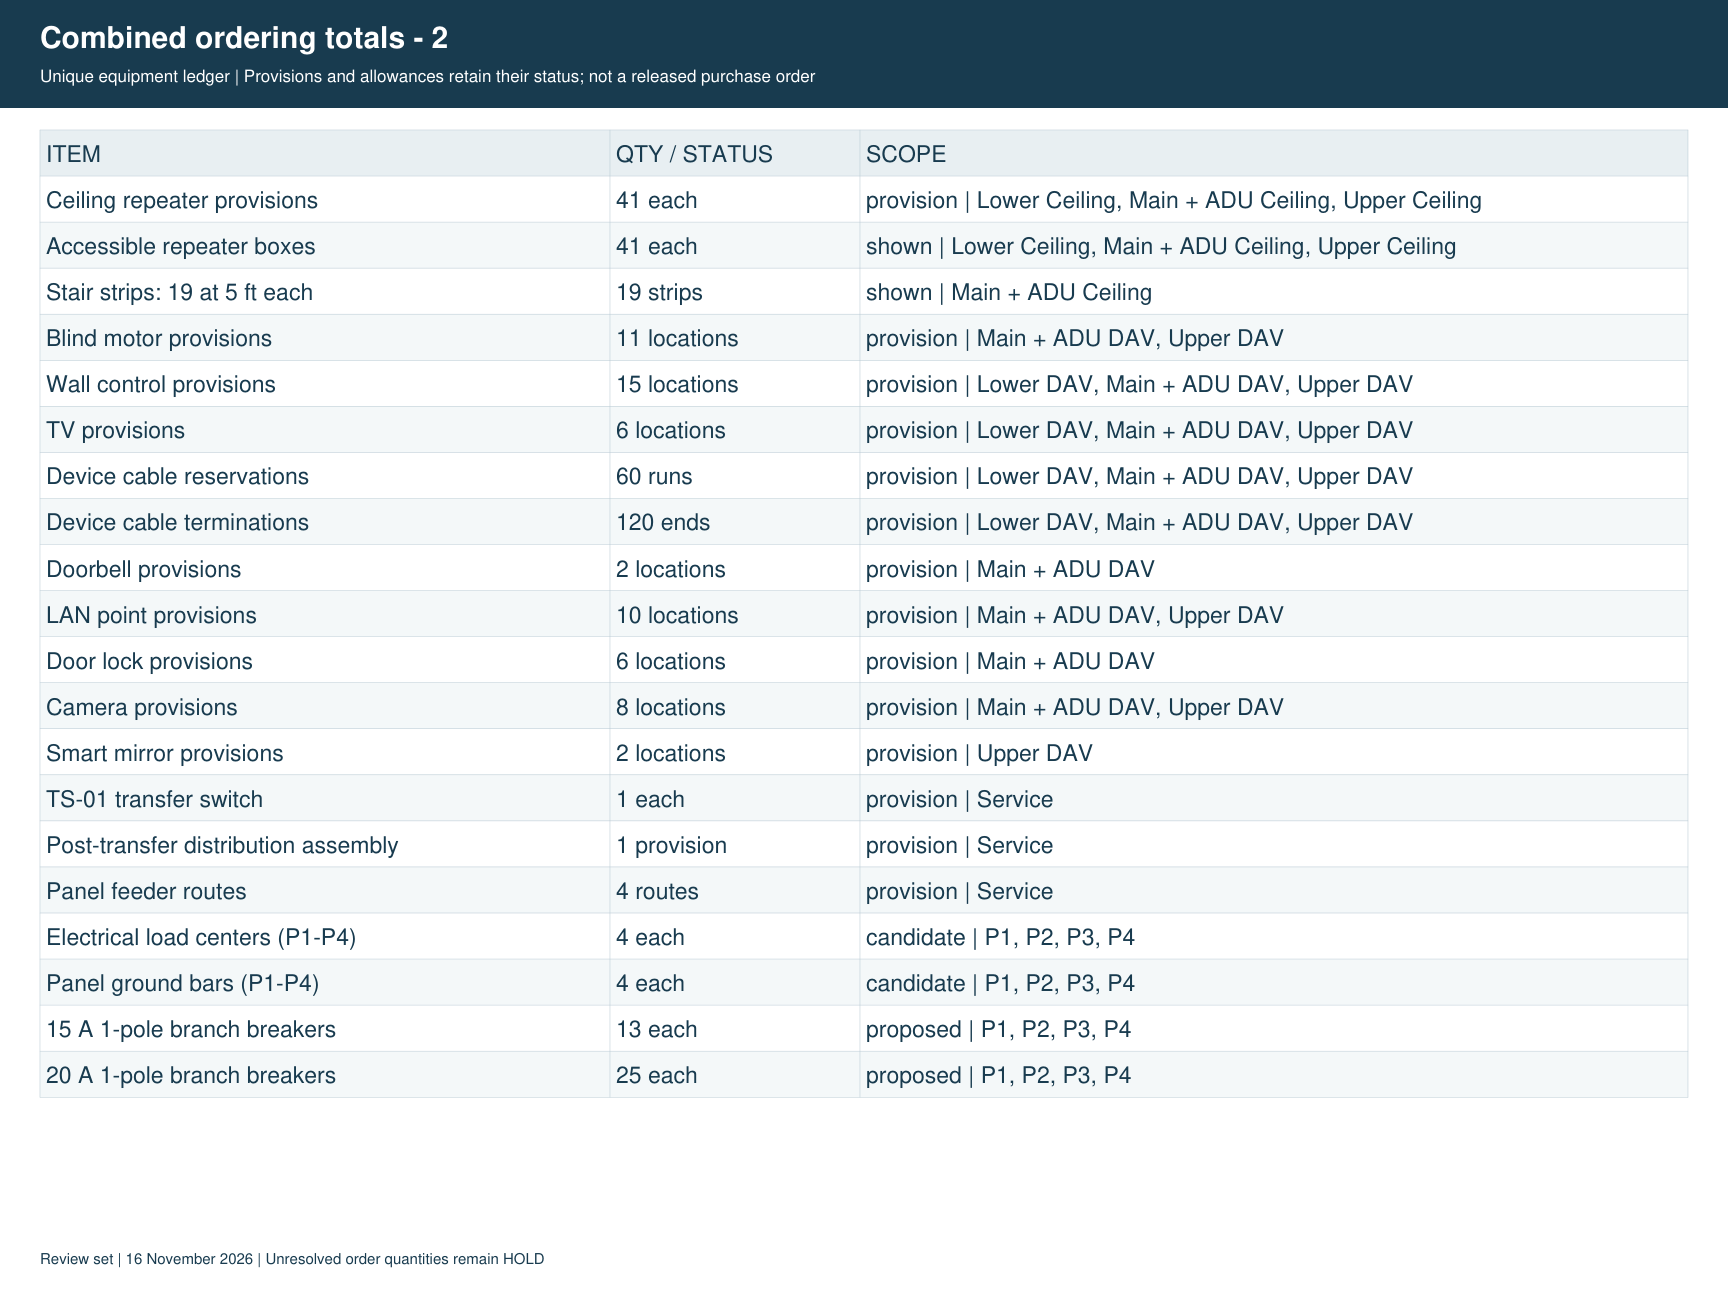 Combined ordering totals - 2
Unique equipment ledger | Provisions and allowances retain their status; not a released purchase order
ITEM QTY / STATUS SCOPE
Ceiling repeater provisions 41 each provision | Lower Ceiling, Main + ADU Ceiling, Upper Ceiling
Accessible repeater boxes 41 each shown | Lower Ceiling, Main + ADU Ceiling, Upper Ceiling
Stair strips: 19 at 5 ft each 19 strips shown | Main + ADU Ceiling
Blind motor provisions 11 locations provision | Main + ADU DAV, Upper DAV
Wall control provisions 15 locations provision | Lower DAV, Main + ADU DAV, Upper DAV
TV provisions 6 locations provision | Lower DAV, Main + ADU DAV, Upper DAV
Device cable reservations 60 runs provision | Lower DAV, Main + ADU DAV, Upper DAV
Device cable terminations 120 ends provision | Lower DAV, Main + ADU DAV, Upper DAV
Doorbell provisions 2 locations provision | Main + ADU DAV
LAN point provisions 10 locations provision | Main + ADU DAV, Upper DAV
Door lock provisions 6 locations provision | Main + ADU DAV
Camera provisions 8 locations provision | Main + ADU DAV, Upper DAV
Smart mirror provisions 2 locations provision | Upper DAV
TS-01 transfer switch 1 each provision | Service
Post-transfer distribution assembly 1 provision provision | Service
Panel feeder routes 4 routes provision | Service
Electrical load centers (P1-P4) 4 each candidate | P1, P2, P3, P4
Panel ground bars (P1-P4) 4 each candidate | P1, P2, P3, P4
15 A 1-pole branch breakers 13 each proposed | P1, P2, P3, P4
20 A 1-pole branch breakers 25 each proposed | P1, P2, P3, P4
Review set | 16 November 2026 | Unresolved order quantities remain HOLD